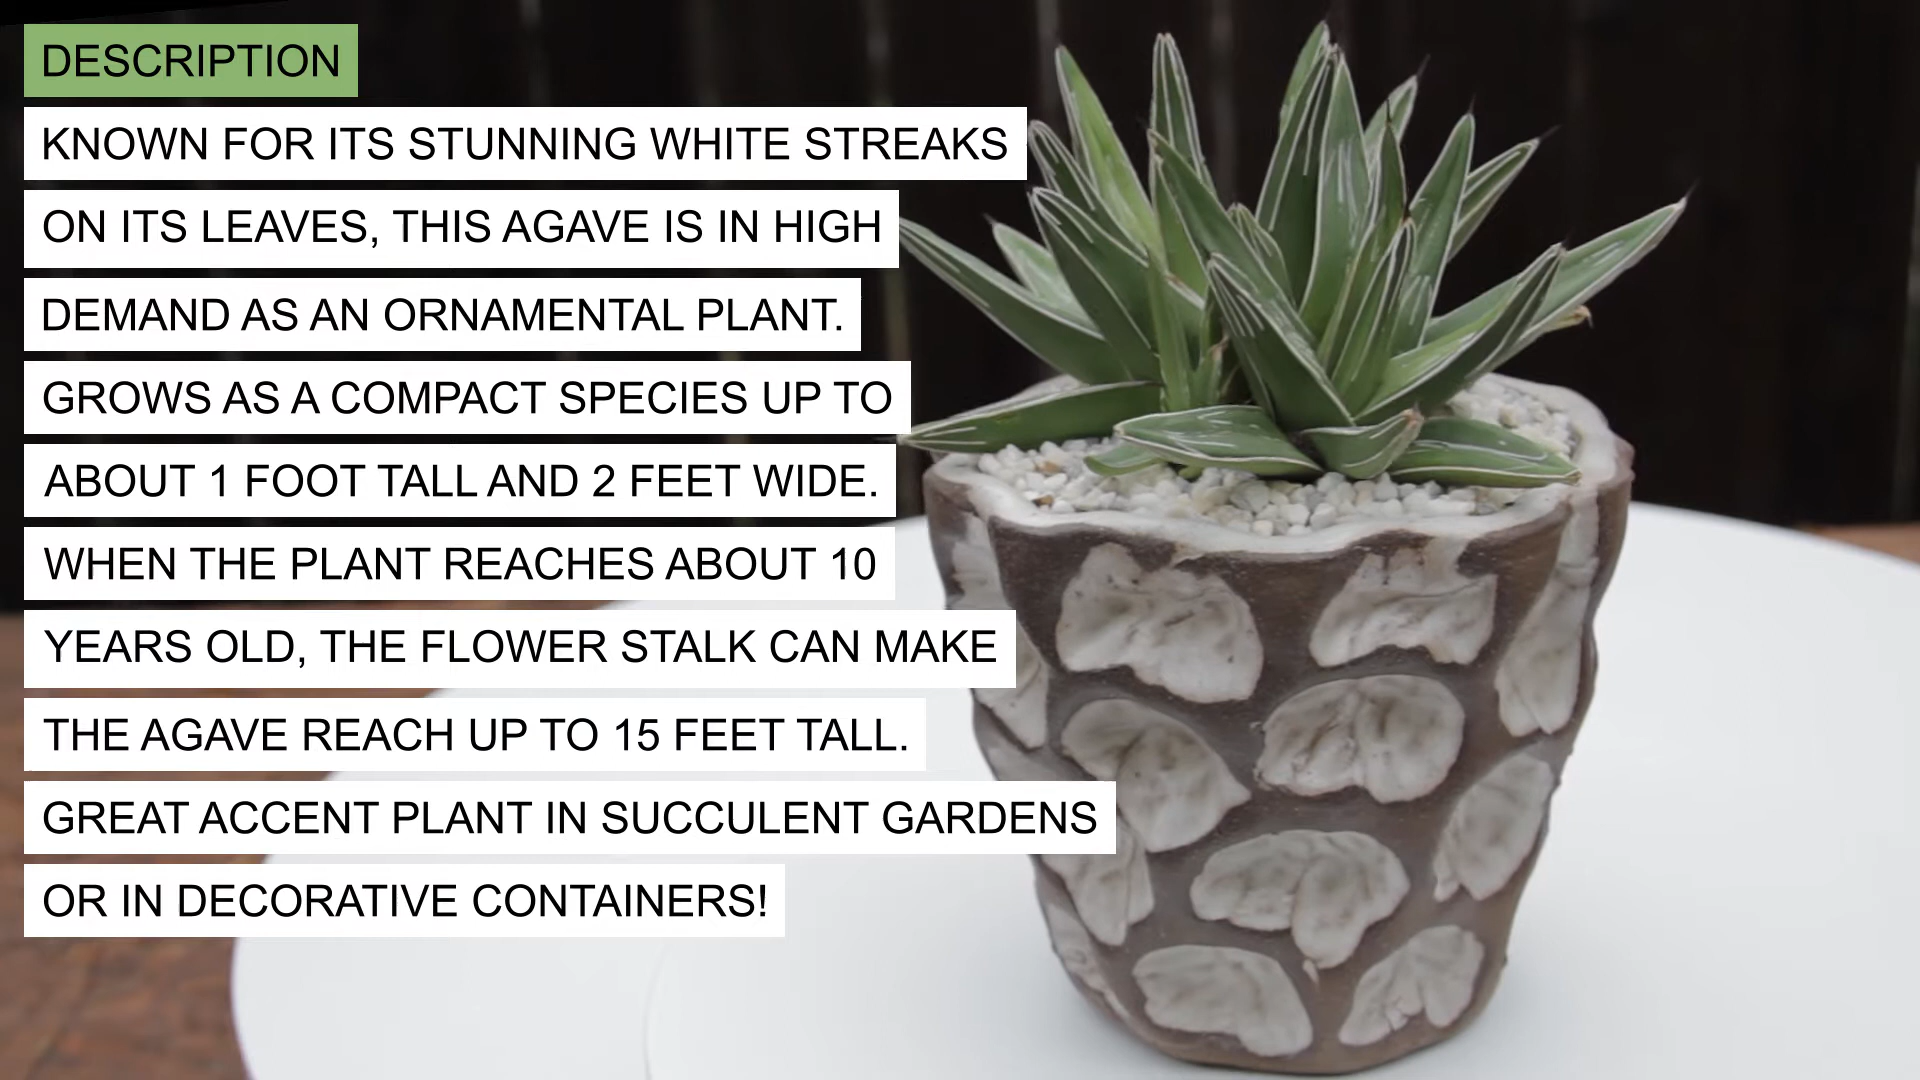 DESCRIPTION
KNOWN FOR ITS STUNNING WHITE STREAKS
ON ITS LEAVES, THIS AGAVE IS IN HIGH
DEMAND AS AN ORNAMENTAL PLANT.
GROWS AS A COMPACT SPECIES UP TO
ABOUT 1 FOOT TALL AND 2 FEET WIDE.
WHEN THE PLANT REACHES ABOUT 10
YEARS OLD, THE FLOWER STALK CAN MAKE
THE AGAVE REACH UP TO 15 FEET TALL.
GREAT ACCENT PLANT IN SUCCULENT GARDENS
OR IN DECORATIVE CONTAINERS!